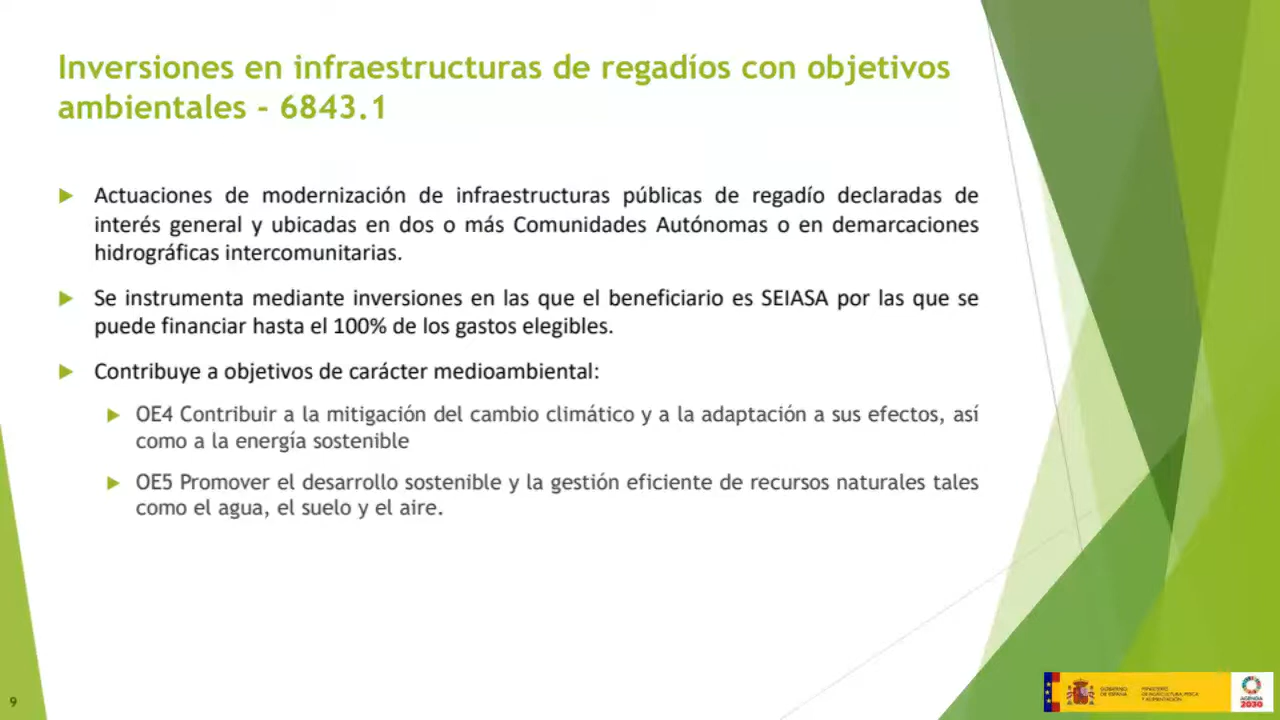 Inversiones en infraestructuras de regadíos con objetivos
ambientales - 6843.1
Actuaciones de modernización de infraestructuras públicas de regadío declaradas de
interés general y ubicadas en dos o más Comunidades Autónomas o en demarcaciones
hidrográficas intercomunitarias.
Se instrumenta mediante inversiones en las que el beneficiario es SEIASA por las que se
puede financiar hasta el 100% de los gastos elegibles.
Contribuye a objetivos de carácter medioambiental:
OE4 Contribuir a la mitigación del cambio climático y a la adaptación a sus efectos, así
como a la energía sostenible
OE5 Promover el desarrollo sostenible y la gestión eficiente de recursos naturales tales
como el agua, el suelo y el aire.
9
GOBIERNO
DE ESPAÑA
MINISTERIO
DE AGRICULTURA, PESCA
Y ALIMENTACIÓN
AGENDA
2030